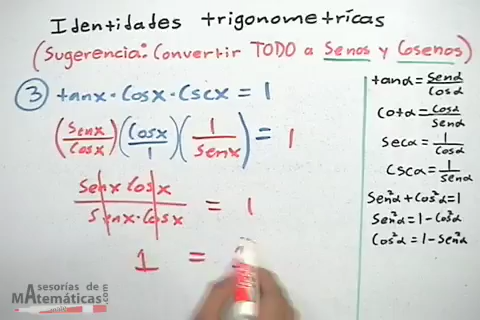 Identidades trigonometrícas
(Sugerencia: Convertir TODO a Senos y Cosenos)
③ tanx · Cosx · Cscx = 1
(Senx/Cosx) (Cosx/1) (1/Senx) = 1
Senx Cosx / Senx · Cosx = 1
1 =
tanα = Senα/Cosα
Cotα = Cosα/Senα
Secα = 1/Cosα
Cscα = 1/Senα
Sen²α + Cos²α = 1
Sen²α = 1 - Cos²α
Cos²α = 1 - Sen²α
Asesorías de
Matemáticas.com